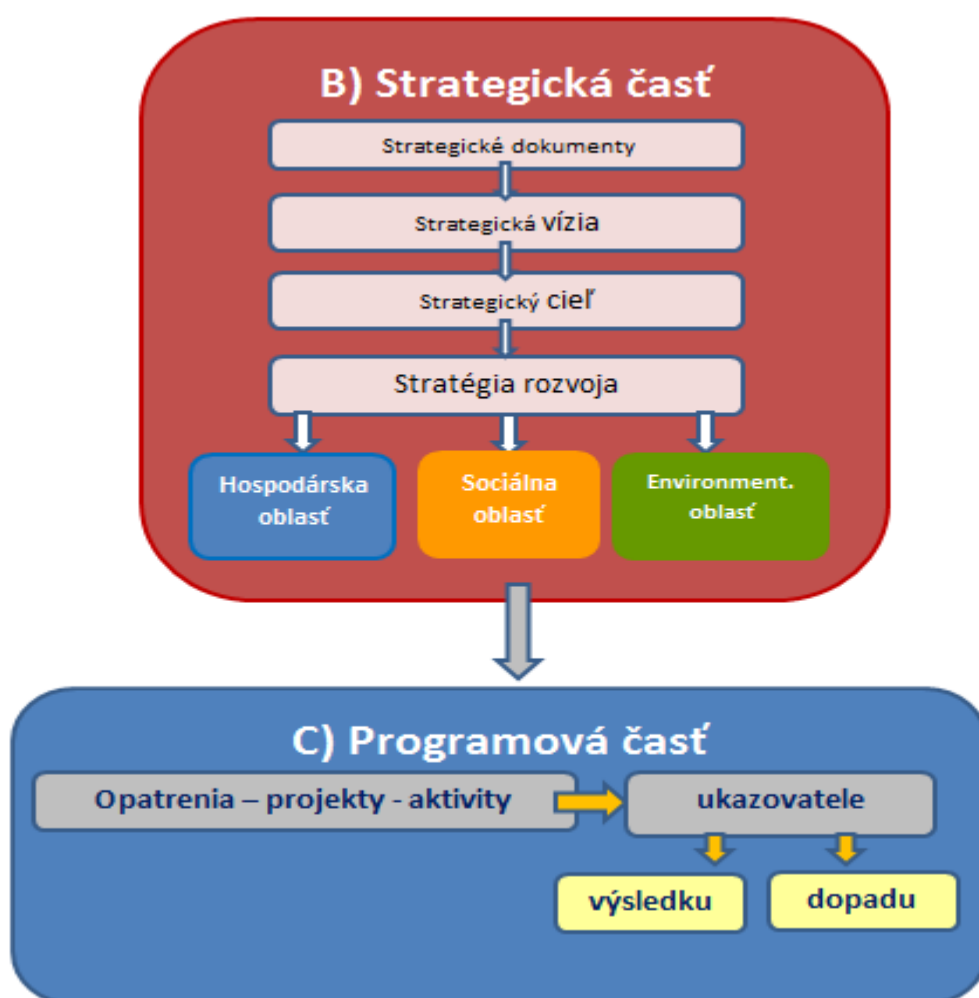 B) Strategická časť
Strategické dokumenty
Strategická vízia
Strategický cieľ
Stratégia rozvoja
Hospodárska
oblasť
Sociálna
oblasť
Environment.
oblasť
C) Programová časť
Opatrenia – projekty - aktivity
ukazovatele
výsledku
dopadu